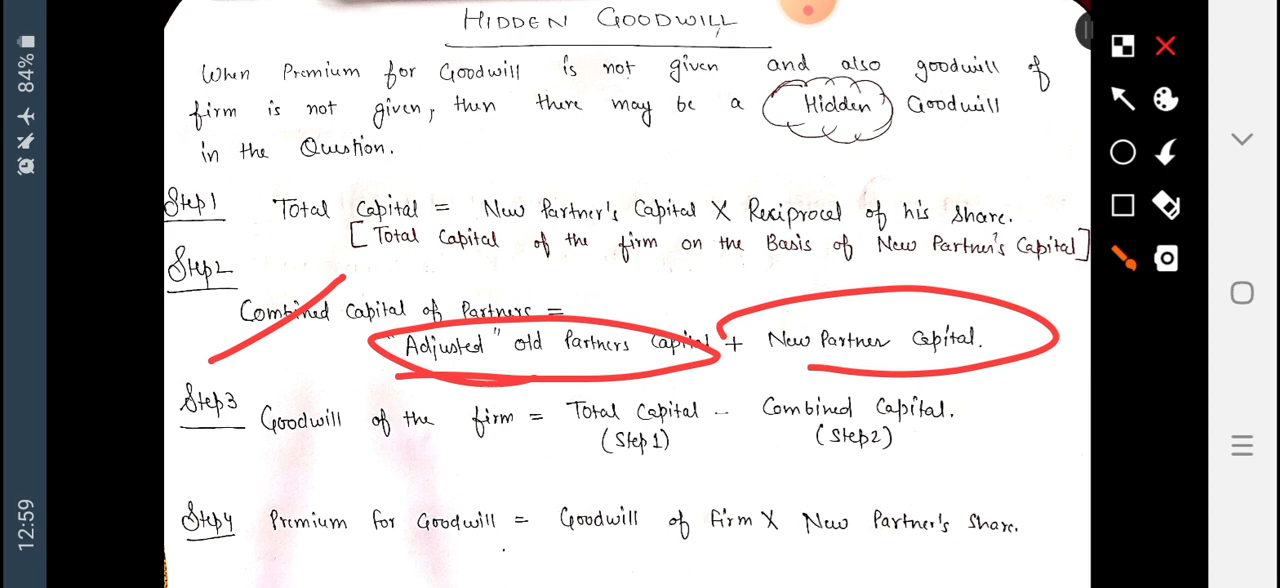 84%
12:59
HIDDEN GOODWILL
When Premium for Goodwill is not given and also goodwill of
firm is not given, then there may be a Hidden Goodwill
in the Question.
Step1 Total Capital = New Partner's Capital X Reciprocal of his Share.
[Total Capital of the firm on the Basis of New Partner's Capital]
Step2
Combined Capital of Partners =
"Adjusted" old Partners Capital + New Partner Capital.
Step3 Goodwill of the firm = Total Capital - Combined Capital.
(Step1) (Step2)
Step4 Premium for Goodwill = Goodwill of firm X New Partner's Share.